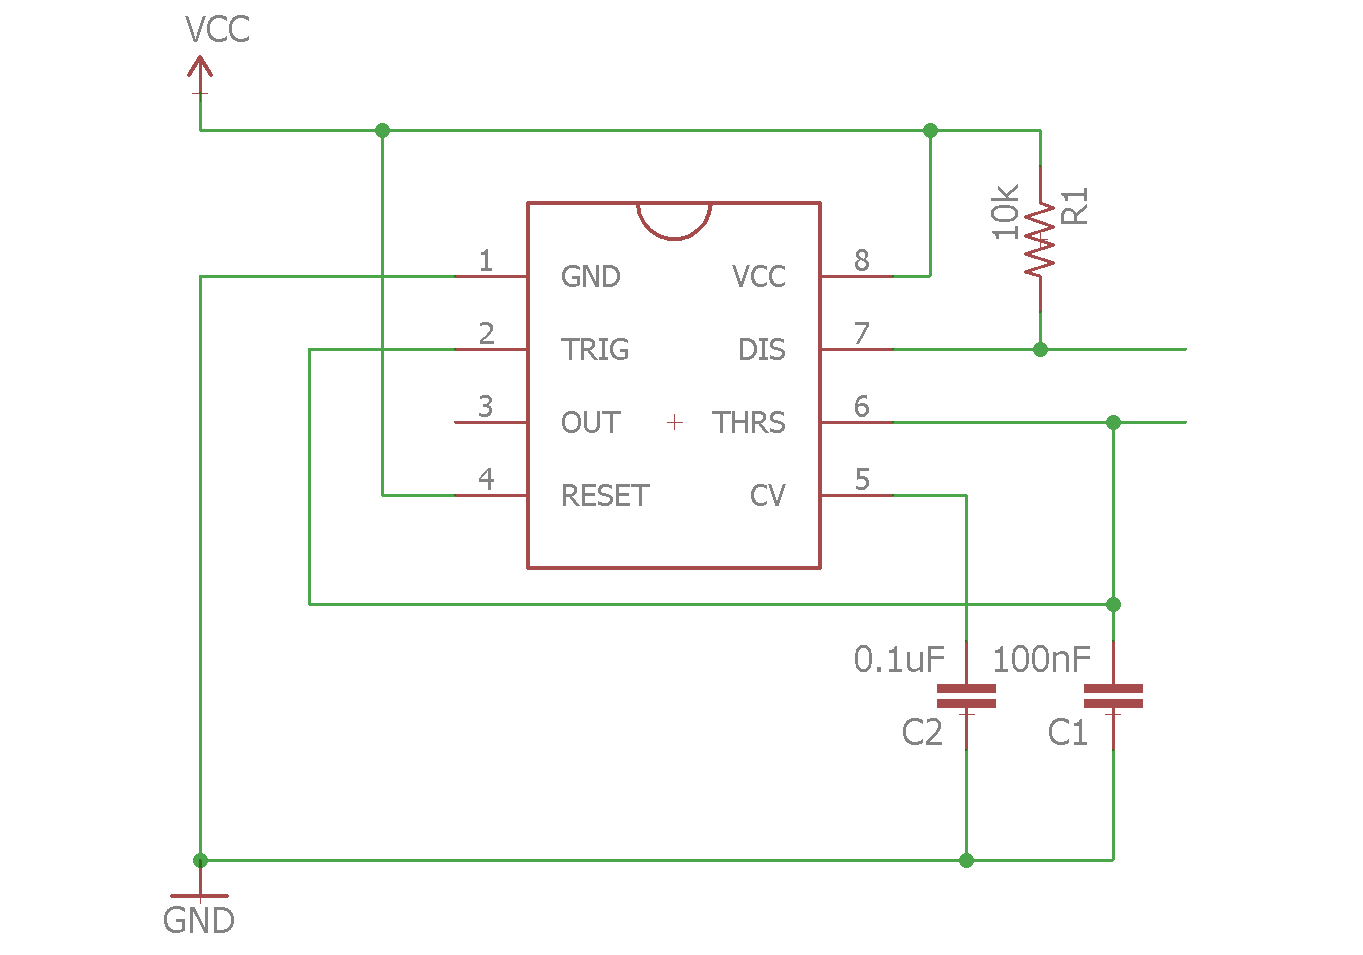 VCC
10k
R1
1
GND
VCC
8
2
TRIG
DIS
7
3
OUT
THRS
6
4
RESET
CV
5
0.1uF
100nF
C2
C1
GND